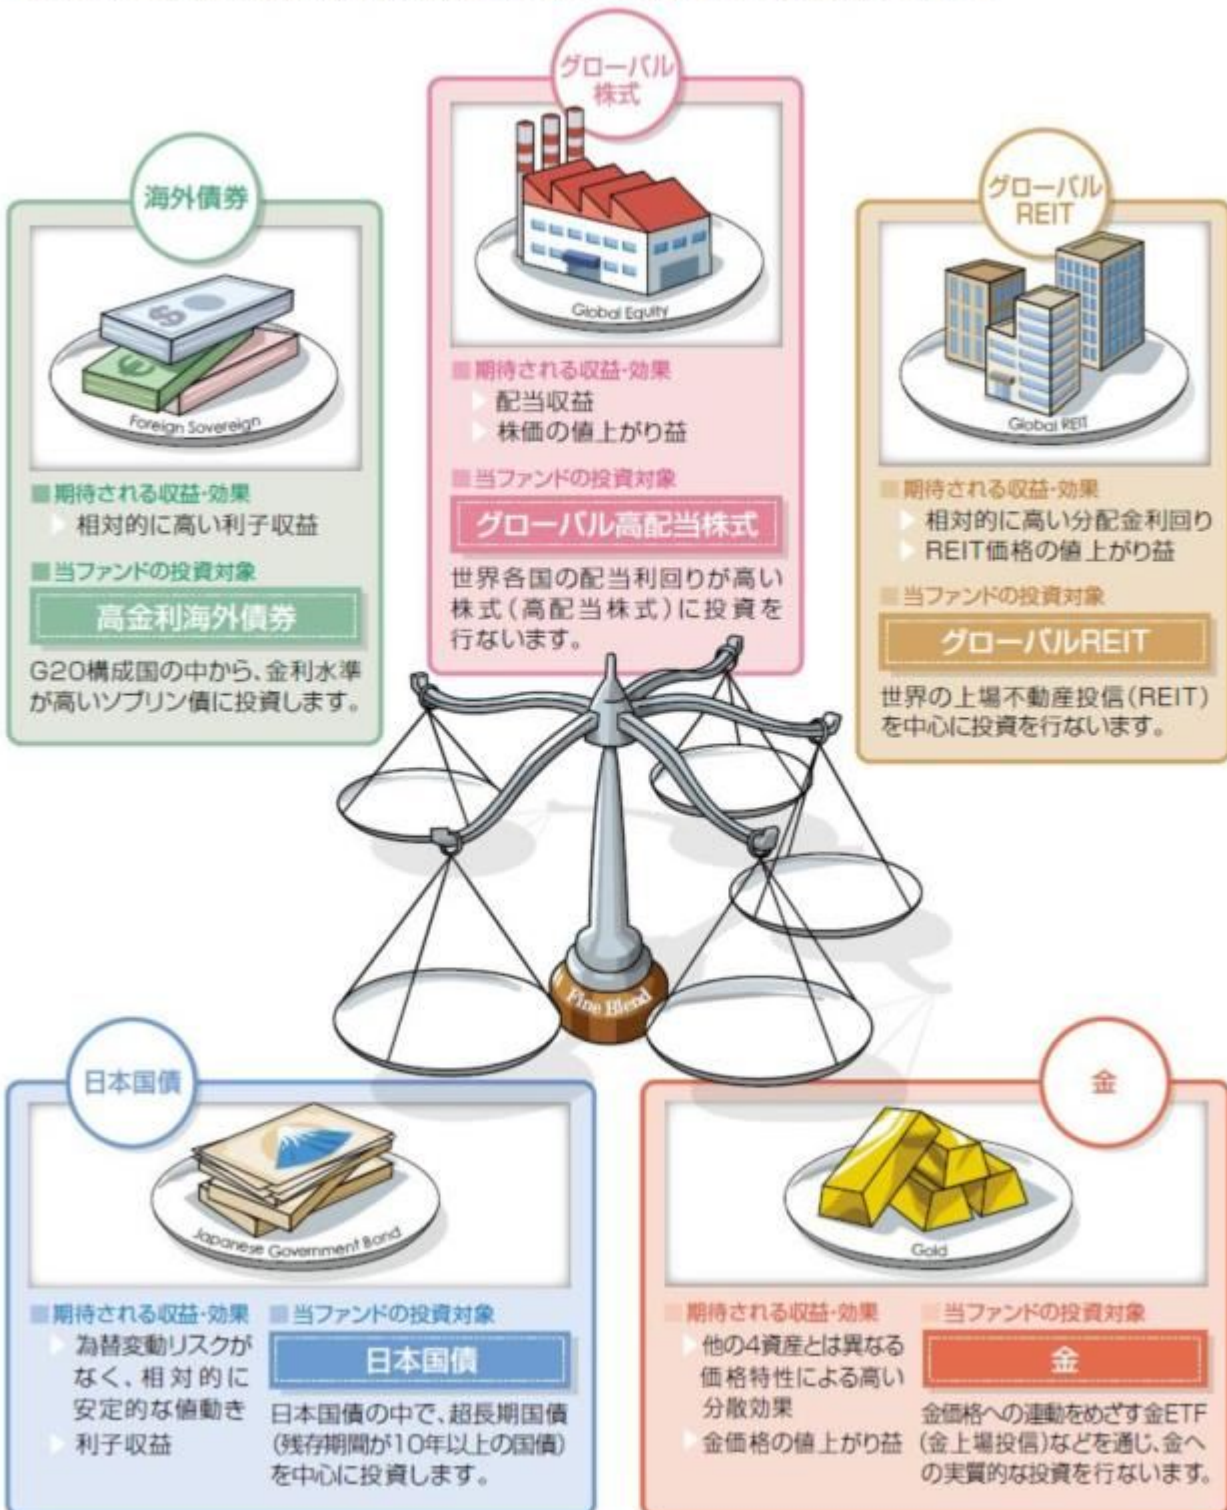 グローバル
株式
Global Equity
■期待される収益・効果
配当収益
株価の値上がり益
■当ファンドの投資対象
グローバル高配当株式
世界各国の配当利回りが高い
株式(高配当株式)に投資を
行ないます。
海外債券
$
€
Foreign Sovereign
■期待される収益・効果
相対的に高い利子収益
■当ファンドの投資対象
高金利海外債券
G20構成国の中から、金利水準
が高いソブリン債に投資します。
グローバル
REIT
Global REIT
■期待される収益・効果
相対的に高い分配金利回り
REIT価格の値上がり益
■当ファンドの投資対象
グローバルREIT
世界の上場不動産投信(REIT)
を中心に投資を行ないます。
Fine Blend
日本国債
Japanese Government Bond
■期待される収益・効果
為替変動リスクが
なく、相対的に
安定的な値動き
利子収益
■当ファンドの投資対象
日本国債
日本国債の中で、超長期国債
(残存期間が10年以上の国債)
を中心に投資します。
金
Gold
■期待される収益・効果
他の4資産とは異なる
価格特性による高い
分散効果
金価格の値上がり益
■当ファンドの投資対象
金
金価格への連動をめざす金ETF
(金上場投信)などを通じ、金へ
の実質的な投資を行ないます。